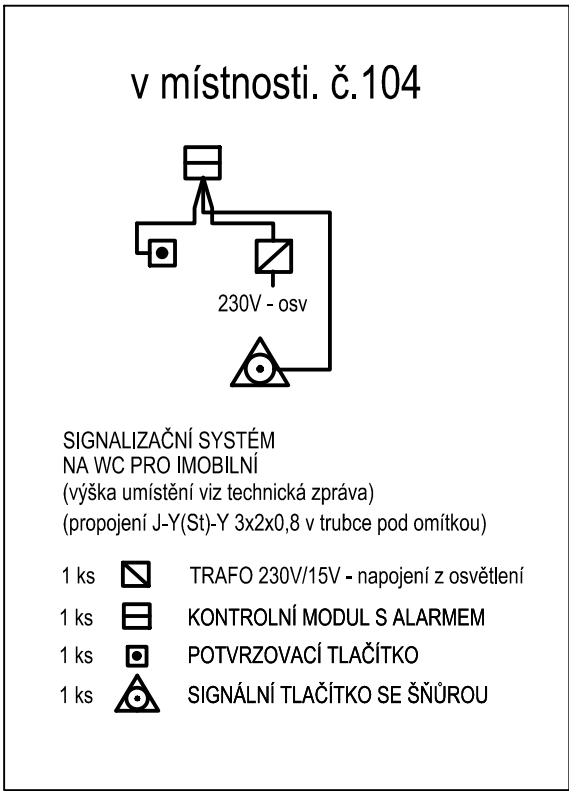 v místnosti. č.104
230V - osv
SIGNALIZAČNÍ SYSTÉM
NA WC PRO IMOBILNÍ
(výška umístění viz technická zpráva)
(propojení J-Y(St)-Y 3x2x0,8 v trubce pod omítkou)
1 ks TRAFO 230V/15V - napojení z osvětlení
1 ks KONTROLNÍ MODUL S ALARMEM
1 ks POTVRZOVACÍ TLAČÍTKO
1 ks SIGNÁLNÍ TLAČÍTKO SE ŠŇŮROU